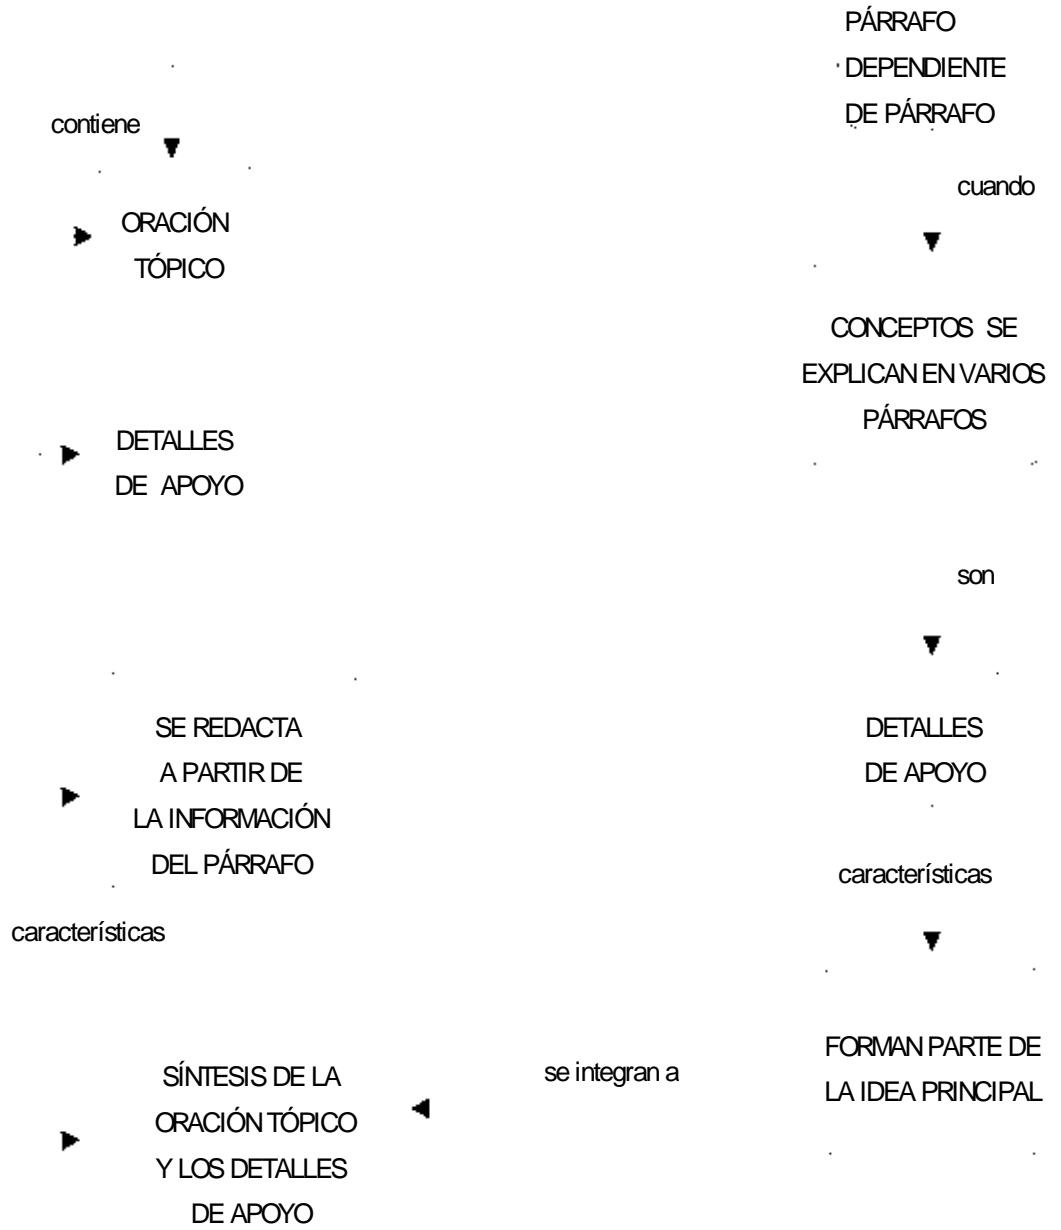 PÁRRAFO
DEPENDIENTE
DE PÁRRAFO
contiene
cuando
ORACIÓN
TÓPICO
CONCEPTOS SE
EXPLICAN EN VARIOS
PÁRRAFOS
DETALLES
DE APOYO
son
SE REDACTA
A PARTIR DE
LA INFORMACIÓN
DEL PÁRRAFO
DETALLES
DE APOYO
características
características
FORMAN PARTE DE
LA IDEA PRINCIPAL
se integran a
SÍNTESIS DE LA
ORACIÓN TÓPICO
Y LOS DETALLES
DE APOYO